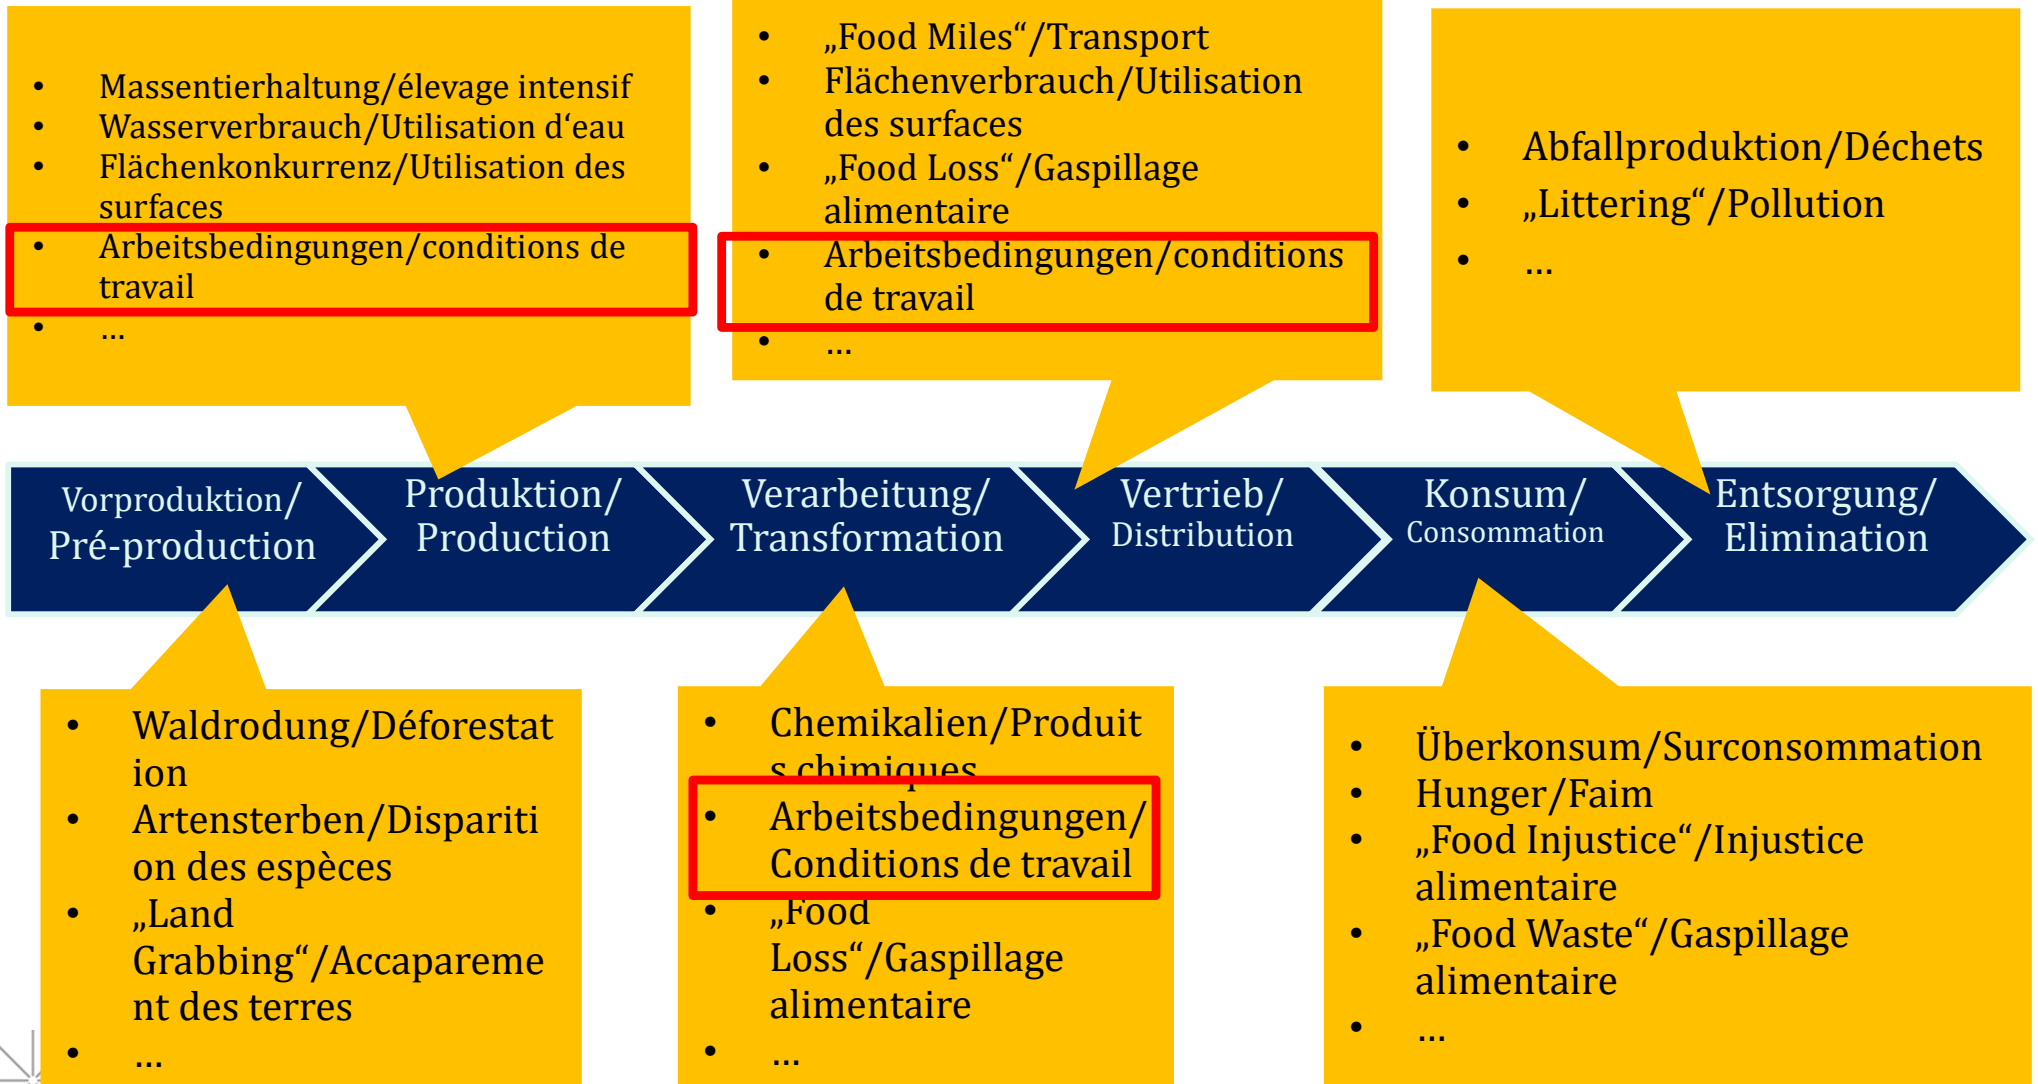 • Massentierhaltung/élevage intensif
• Wasserverbrauch/Utilisation d‘eau
• Flächenkonkurrenz/Utilisation des
surfaces
• Arbeitsbedingungen/conditions de
travail
• …
• „Food Miles“/Transport
• Flächenverbrauch/Utilisation
des surfaces
• „Food Loss“/Gaspillage
alimentaire
• Arbeitsbedingungen/conditions
de travail
• …
• Abfallproduktion/Déchets
• „Littering“/Pollution
• …
Vorproduktion/
Pré-production
Produktion/
Production
Verarbeitung/
Transformation
Vertrieb/
Distribution
Konsum/
Consommation
Entsorgung/
Elimination
• Waldrodung/Déforestat
ion
• Artensterben/Dispariti
on des espèces
• „Land
Grabbing“/Accapareme
nt des terres
• …
• Chemikalien/Produit
s chimiques
• Arbeitsbedingungen/
Conditions de travail
• „Food
Loss“/Gaspillage
alimentaire
• …
• Überkonsum/Surconsommation
• Hunger/Faim
• „Food Injustice“/Injustice
alimentaire
• „Food Waste“/Gaspillage
alimentaire
• …